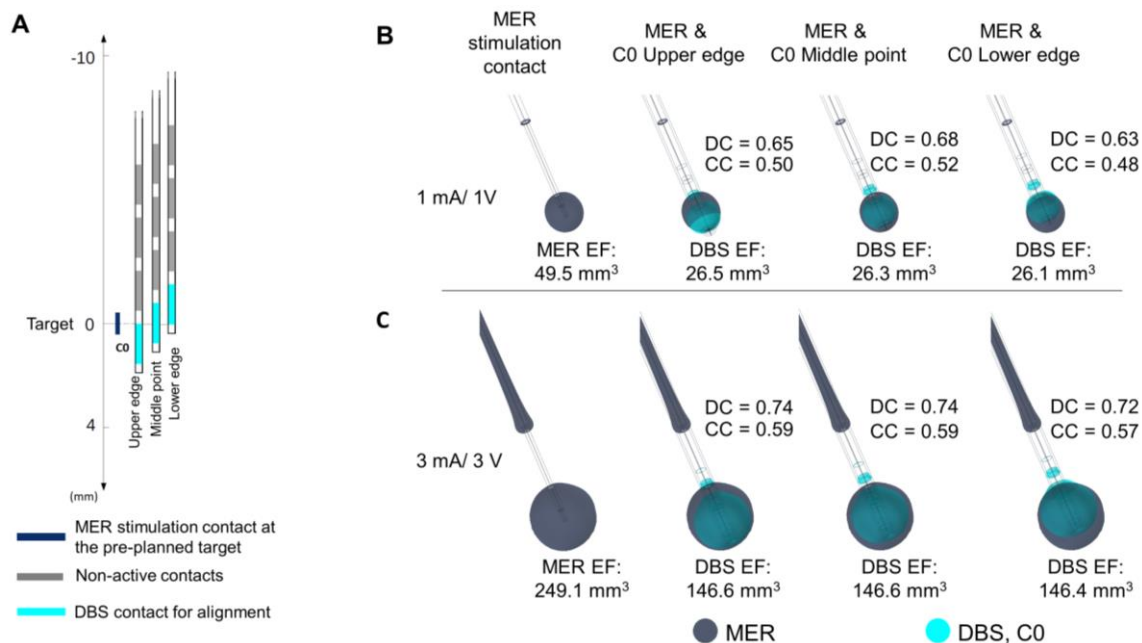 A
-10
Target 0
C0
Upper edge
Middle point
Lower edge
4
(mm)
MER stimulation contact at
the pre-planned target
Non-active contacts
DBS contact for alignment
B
MER
stimulation
contact
MER &
C0 Upper edge
MER &
C0 Middle point
MER &
C0 Lower edge
1 mA/ 1V
DC = 0.65
CC = 0.50
DC = 0.68
CC = 0.52
DC = 0.63
CC = 0.48
MER EF:
49.5 mm³
DBS EF:
26.5 mm³
DBS EF:
26.3 mm³
DBS EF:
26.1 mm³
C
3 mA/ 3 V
DC = 0.74
CC = 0.59
DC = 0.74
CC = 0.59
DC = 0.72
CC = 0.57
MER EF:
249.1 mm³
DBS EF:
146.6 mm³
DBS EF:
146.6 mm³
DBS EF:
146.4 mm³
MER
DBS, C0